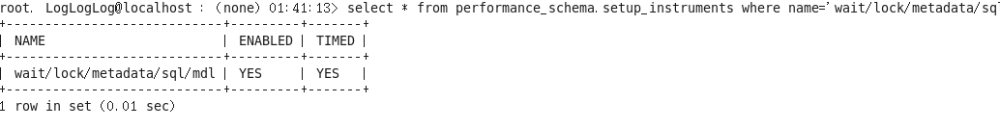 root. LogLogLog@localhost : (none) 01:41:13> select * from performance_schema.setup_instruments where name='wait/lock/metadata/sq
+---------------------------+---------+-------+
| NAME                      | ENABLED | TIMED |
+---------------------------+---------+-------+
| wait/lock/metadata/sql/mdl | YES     | YES   |
+---------------------------+---------+-------+
1 row in set (0.01 sec)